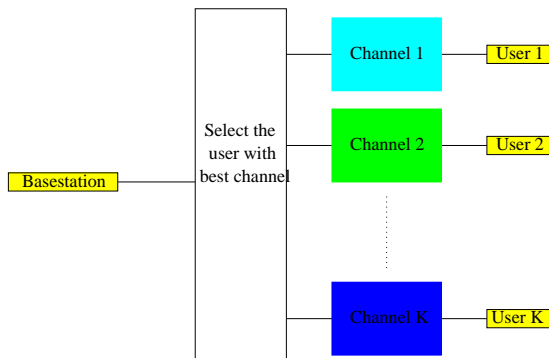 Channel 1
User 1
Select the
user with
best channel
Channel 2
User 2
Basestation
Channel K
User K